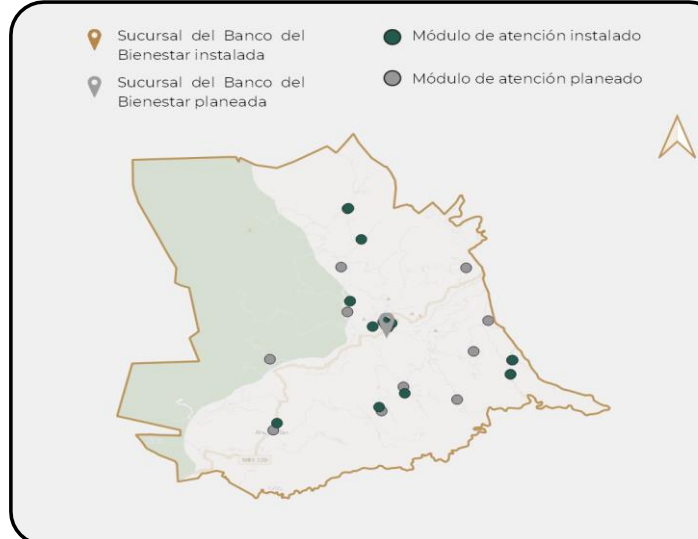 Sucursal del Banco del
Bienestar instalada
Módulo de atención instalado
Sucursal del Banco del
Bienestar planeada
Módulo de atención planeado